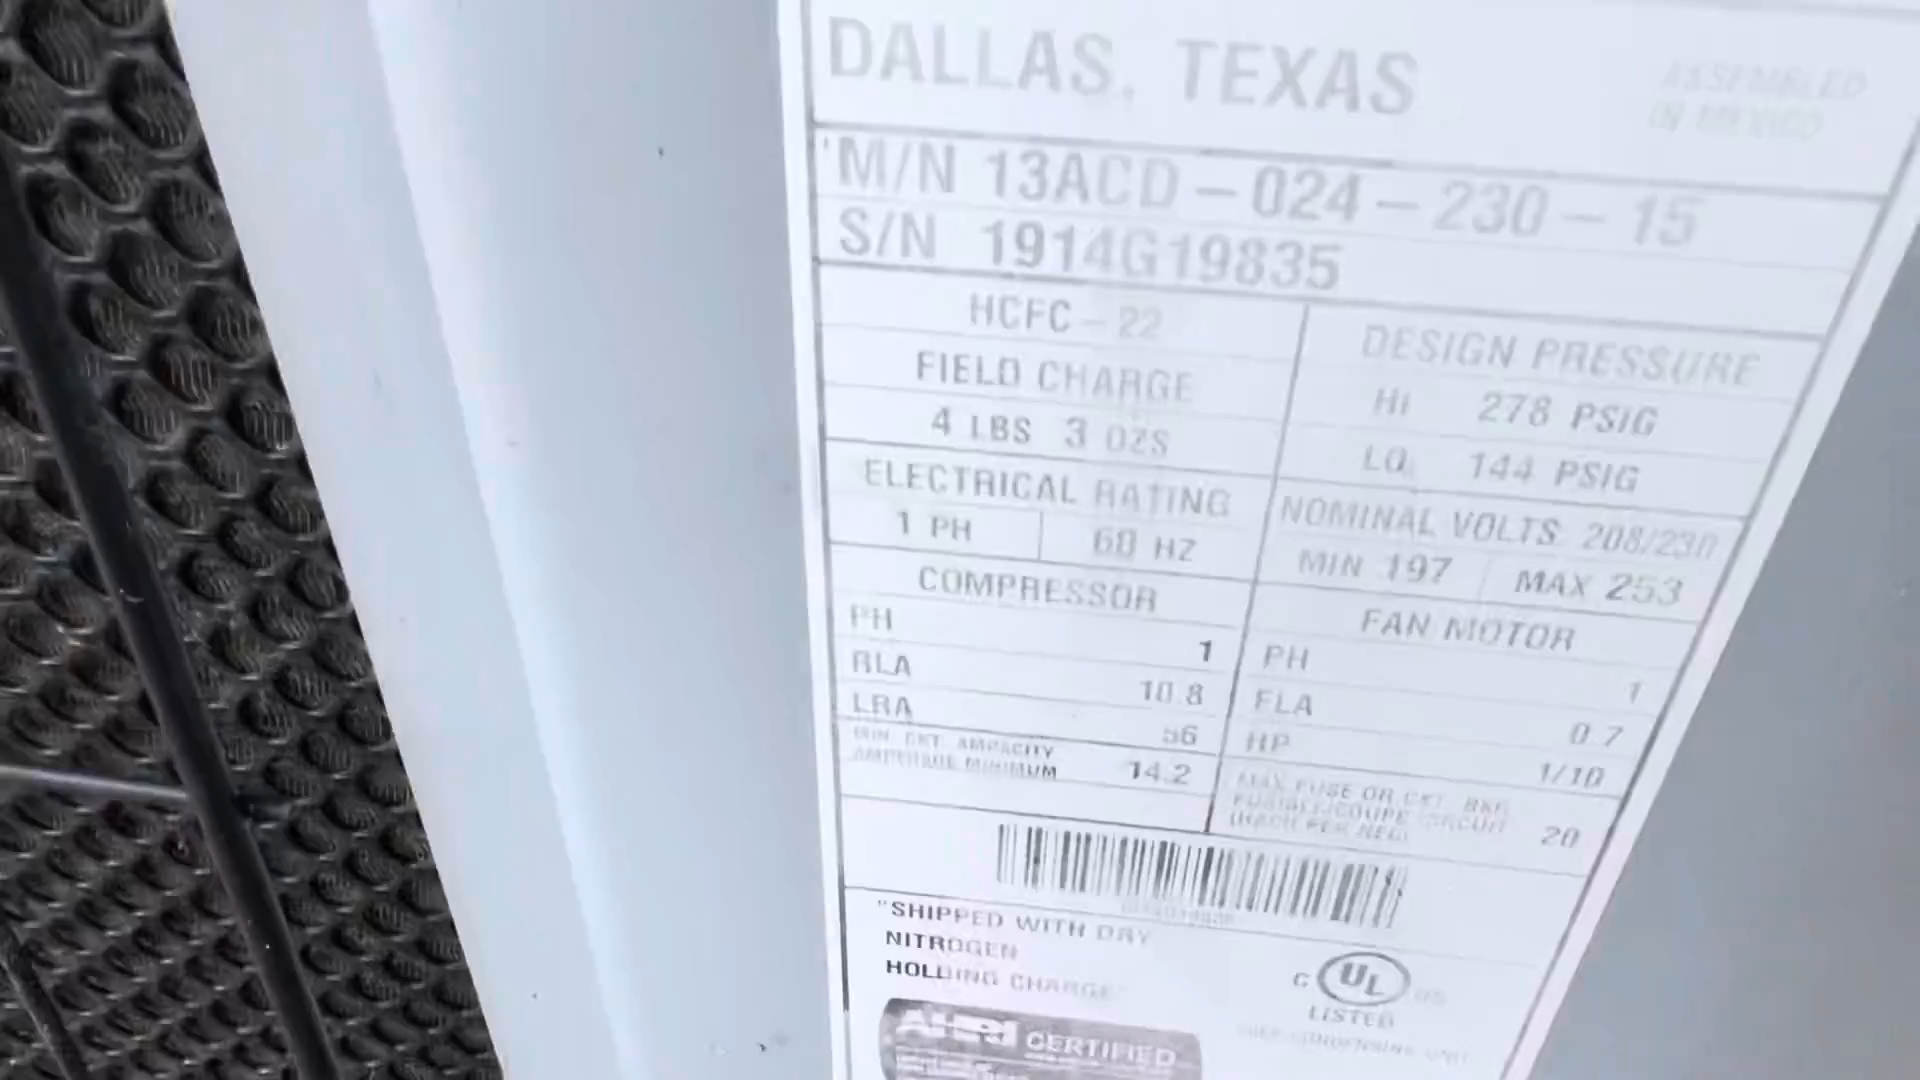 DALLAS, TEXAS
ASSEMBLED
IN MEXICO
M/N 13ACD-024-230-15
S/N 1914G19835
HCFC-22
FIELD CHARGE
4 LBS 3 OZS
DESIGN PRESSURE
HI 278 PSIG
LO 144 PSIG
ELECTRICAL RATING
1 PH 60 HZ
NOMINAL VOLTS 208/230
MIN 197 MAX 253
COMPRESSOR
PH 1
RLA 10.8
LRA 56
MIN. CKT. AMPACITY
AMPERAGE MINIMUM 14.2
FAN MOTOR
PH 1
FLA 0.7
HP 1/10
MAX FUSE OR CKT. BKR.
FUSIBLE/COUPE CIRCUIT
(HACR PER NEC) 20
"SHIPPED WITH DRY
NITROGEN
HOLDING CHARGE"
C UL US
LISTED
AHRI CERTIFIED